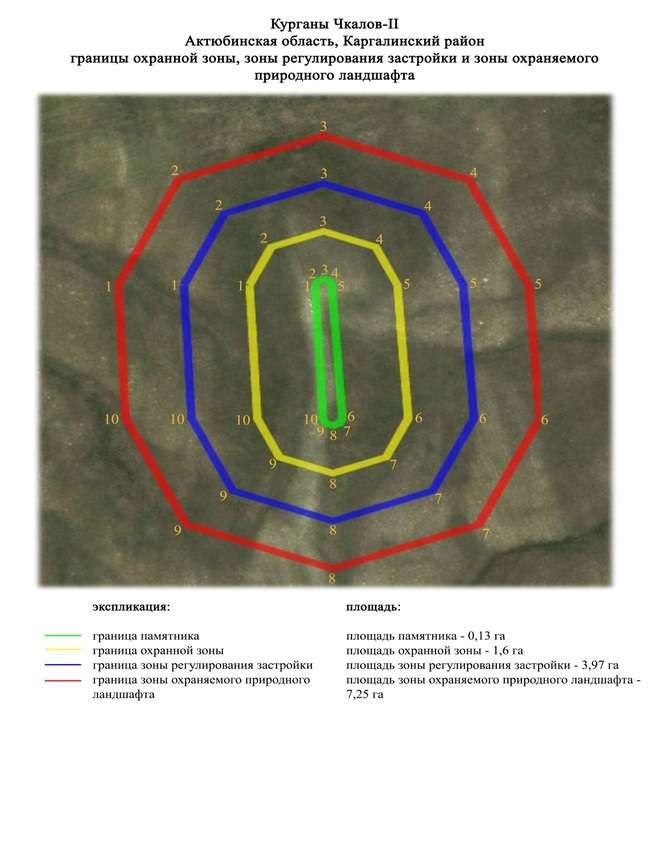 Курганы Чкалов-II
Актюбинская область, Каргалинский район
границы охранной зоны, зоны регулирования застройки и зоны охраняемого
природного ландшафта
3
2
4
3
2
4
3
2
4
2 3 4
1
1
1
1
5
5
5
5
10
10
10
10
6
6
6
6
9
8
7
9
7
8
9
7
8
9
7
8
экспликация:
площадь:
граница памятника
площадь памятника - 0,13 га
граница охранной зоны
площадь охранной зоны - 1,6 га
граница зоны регулирования застройки
площадь зоны регулирования застройки - 3,97 га
граница зоны охраняемого природного
площадь зоны охраняемого природного ландшафта -
ландшафта
7,25 га